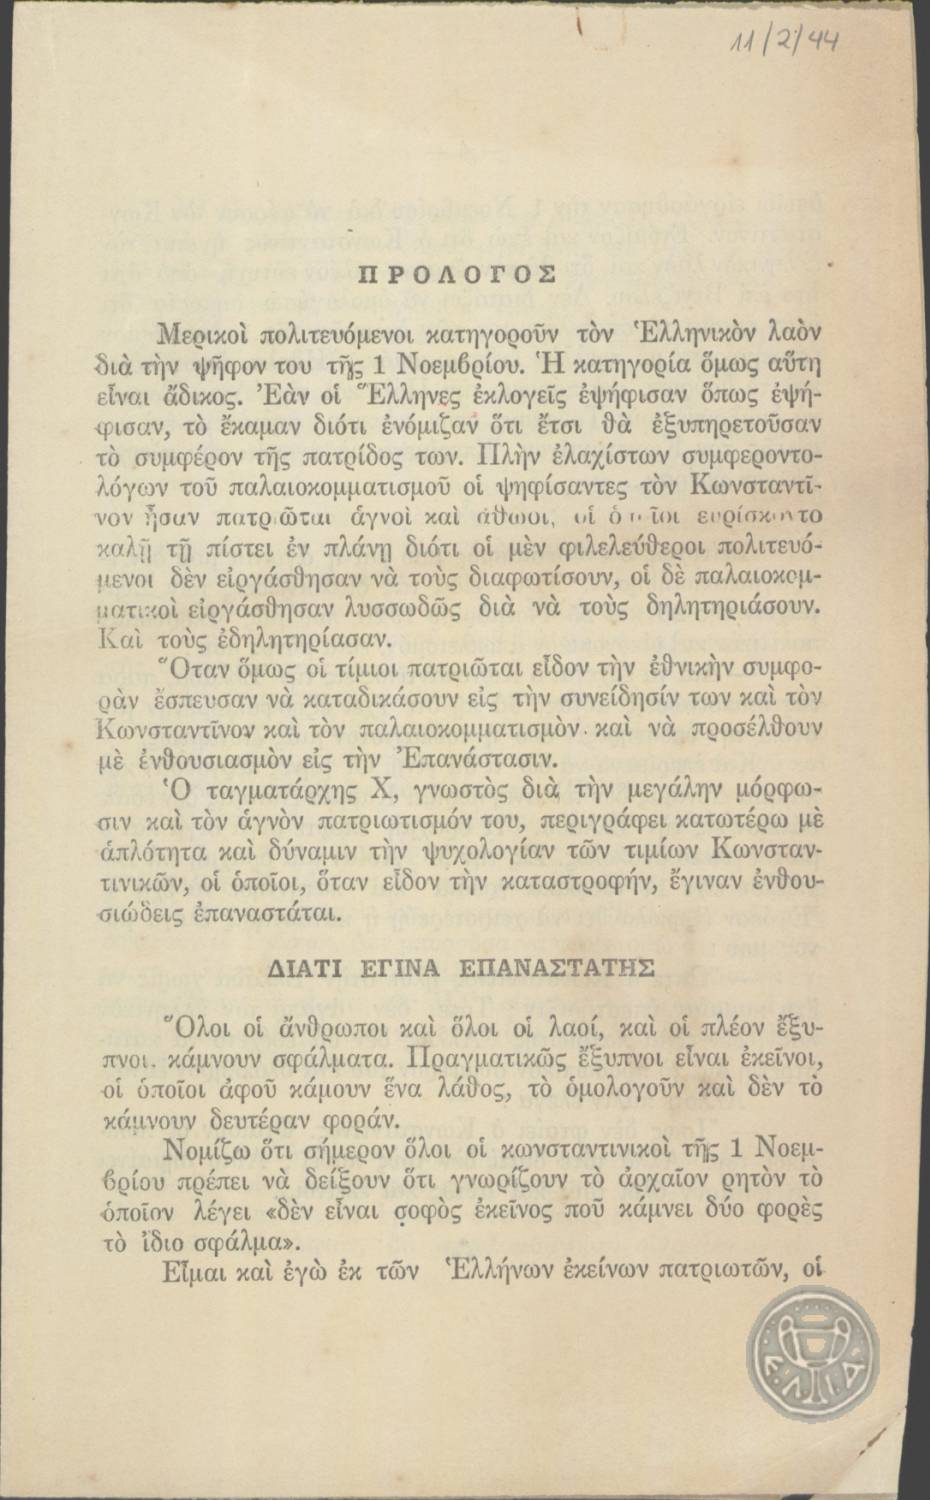 11/2/44
ΠΡΟΛΟΓΟΣ
Μερικοὶ πολιτευόμενοι κατηγοροῦν τὸν Ἑλληνικὸν λαὸν
διὰ τὴν ψῆφον του τῆς 1 Νοεμβρίου. Ἡ κατηγορία ὅμως αὕτη
εἶναι ἄδικος. Ἐὰν οἱ Ἕλληνες ἐκλογεῖς ἐψήφισαν ὅπως ἐψή-
φισαν, τὸ ἔκαμαν διότι ἐνόμιζαν ὅτι ἔτσι θὰ ἐξυπηρετοῦσαν
τὸ συμφέρον τῆς πατρίδος των. Πλὴν ἐλαχίστων συμφεροντο-
λόγων τοῦ παλαιοκομματισμοῦ οἱ ψηφίσαντες τὸν Κωνσταντῖ-
νον ἦσαν πατριῶται ἁγνοὶ καὶ ἀθῶοι, οἱ ὁποῖοι εὑρίσκοντο
καλῇ τῇ πίστει ἐν πλάνῃ διότι οἱ μὲν φιλελεύθεροι πολιτευό-
μενοι δὲν εἰργάσθησαν νὰ τοὺς διαφωτίσουν, οἱ δὲ παλαιοκομ-
ματικοὶ εἰργάσθησαν λυσσωδῶς διὰ νὰ τοὺς δηλητηριάσουν.
Καὶ τοὺς ἐδηλητηρίασαν.
Ὅταν ὅμως οἱ τίμιοι πατριῶται εἶδον τὴν ἐθνικὴν συμφο-
ρὰν ἔσπευσαν νὰ καταδικάσουν εἰς τὴν συνείδησίν των καὶ τὸν
Κωνσταντῖνον καὶ τὸν παλαιοκομματισμὸν καὶ νὰ προσέλθουν
μὲ ἐνθουσιασμὸν εἰς τὴν Ἐπανάστασιν.
Ὁ ταγματάρχης Χ, γνωστὸς διὰ τὴν μεγάλην μόρφω-
σιν καὶ τὸν ἁγνὸν πατριωτισμόν του, περιγράφει κατωτέρω μὲ
ἁπλότητα καὶ δύναμιν τὴν ψυχολογίαν τῶν τιμίων Κωνσταν-
τινικῶν, οἱ ὁποῖοι, ὅταν εἶδον τὴν καταστροφήν, ἔγιναν ἐνθου-
σιώδεις ἐπαναστάται.
ΔΙΑΤΙ ΕΓΙΝΑ ΕΠΑΝΑΣΤΑΤΗΣ
Ὅλοι οἱ ἄνθρωποι καὶ ὅλοι οἱ λαοί, καὶ οἱ πλέον ἔξυ-
πνοι, κάμνουν σφάλματα. Πραγματικῶς ἔξυπνοι εἶναι ἐκεῖνοι,
οἱ ὁποῖοι ἀφοῦ κάμουν ἕνα λάθος, τὸ ὁμολογοῦν καὶ δὲν τὸ
κάμνουν δευτέραν φοράν.
Νομίζω ὅτι σήμερον ὅλοι οἱ κωνσταντινικοὶ τῆς 1 Νοεμ-
βρίου πρέπει νὰ δείξουν ὅτι γνωρίζουν τὸ ἀρχαῖον ρητὸν τὸ
ὁποῖον λέγει «δὲν εἶναι σοφὸς ἐκεῖνος ποῦ κάμνει δύο φορὲς
τὸ ἴδιο σφάλμα».
Εἶμαι καὶ ἐγὼ ἐκ τῶν Ἑλλήνων ἐκείνων πατριωτῶν, οἱ
Ε.Λ.Ι.Α